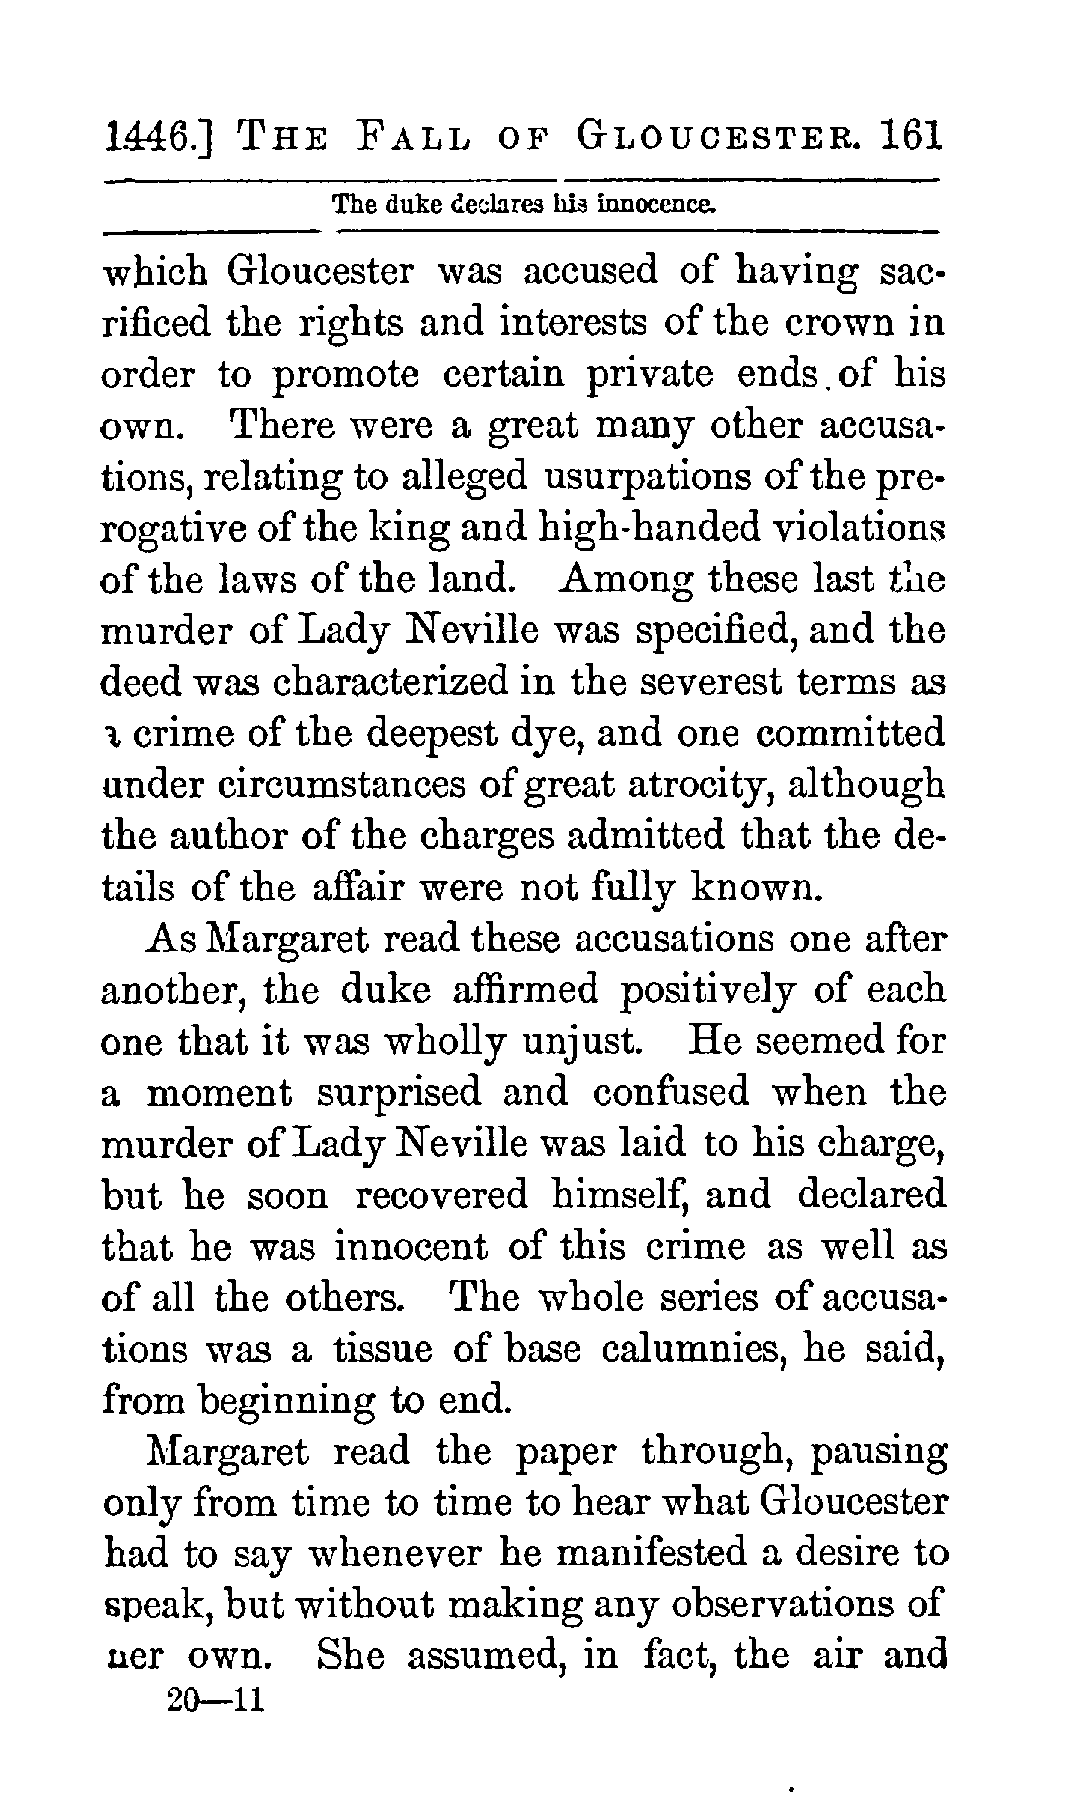 1446.] THE FALL OF GLOUCESTER. 161
The duke declares his innocence.
which Gloucester was accused of having sac-
rificed the rights and interests of the crown in
order to promote certain private ends of his
own. There were a great many other accusa-
tions, relating to alleged usurpations of the pre-
rogative of the king and high-handed violations
of the laws of the land. Among these last the
murder of Lady Neville was specified, and the
deed was characterized in the severest terms as
a crime of the deepest dye, and one committed
under circumstances of great atrocity, although
the author of the charges admitted that the de-
tails of the affair were not fully known.
As Margaret read these accusations one after
another, the duke affirmed positively of each
one that it was wholly unjust. He seemed for
a moment surprised and confused when the
murder of Lady Neville was laid to his charge,
but he soon recovered himself, and declared
that he was innocent of this crime as well as
of all the others. The whole series of accusa-
tions was a tissue of base calumnies, he said,
from beginning to end.
Margaret read the paper through, pausing
only from time to time to hear what Gloucester
had to say whenever he manifested a desire to
speak, but without making any observations of
her own. She assumed, in fact, the air and
20—11